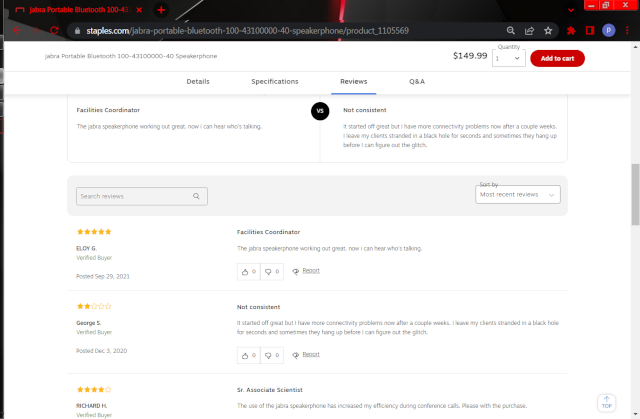 jabra Portable Bluetooth 100-43
staples.com/jabra-portable-bluetooth-100-43100000-40-speakerphone/product_1105569
P
jabra Portable Bluetooth 100-43100000-40 Speakerphone
$149.99
Quantity
1
Add to cart
Details
Specifications
Reviews
Q&A
Facilities Coordinator
The jabra speakerphone working out great. now i can hear who's talking.
VS
Not consistent
It started off great but I have more connectivity problems now after a couple weeks.
I leave my clients stranded in a black hole for seconds and sometimes they hang up
before I can figure out the glitch.
Search reviews
Sort by
Most recent reviews
ELOY G.
Verified Buyer
Posted Sep 29, 2021
Facilities Coordinator
The jabra speakerphone working out great. now i can hear who's talking.
0
0
Report
George S.
Verified Buyer
Posted Dec 3, 2020
Not consistent
It started off great but I have more connectivity problems now after a couple weeks. I leave my clients stranded in a black hole
for seconds and sometimes they hang up before I can figure out the glitch.
0
0
Report
RICHARD H.
Verified Buyer
Sr. Associate Scientist
The use of the jabra speakerphone has increased my efficiency during conference calls. Please with the purchase.
TOP